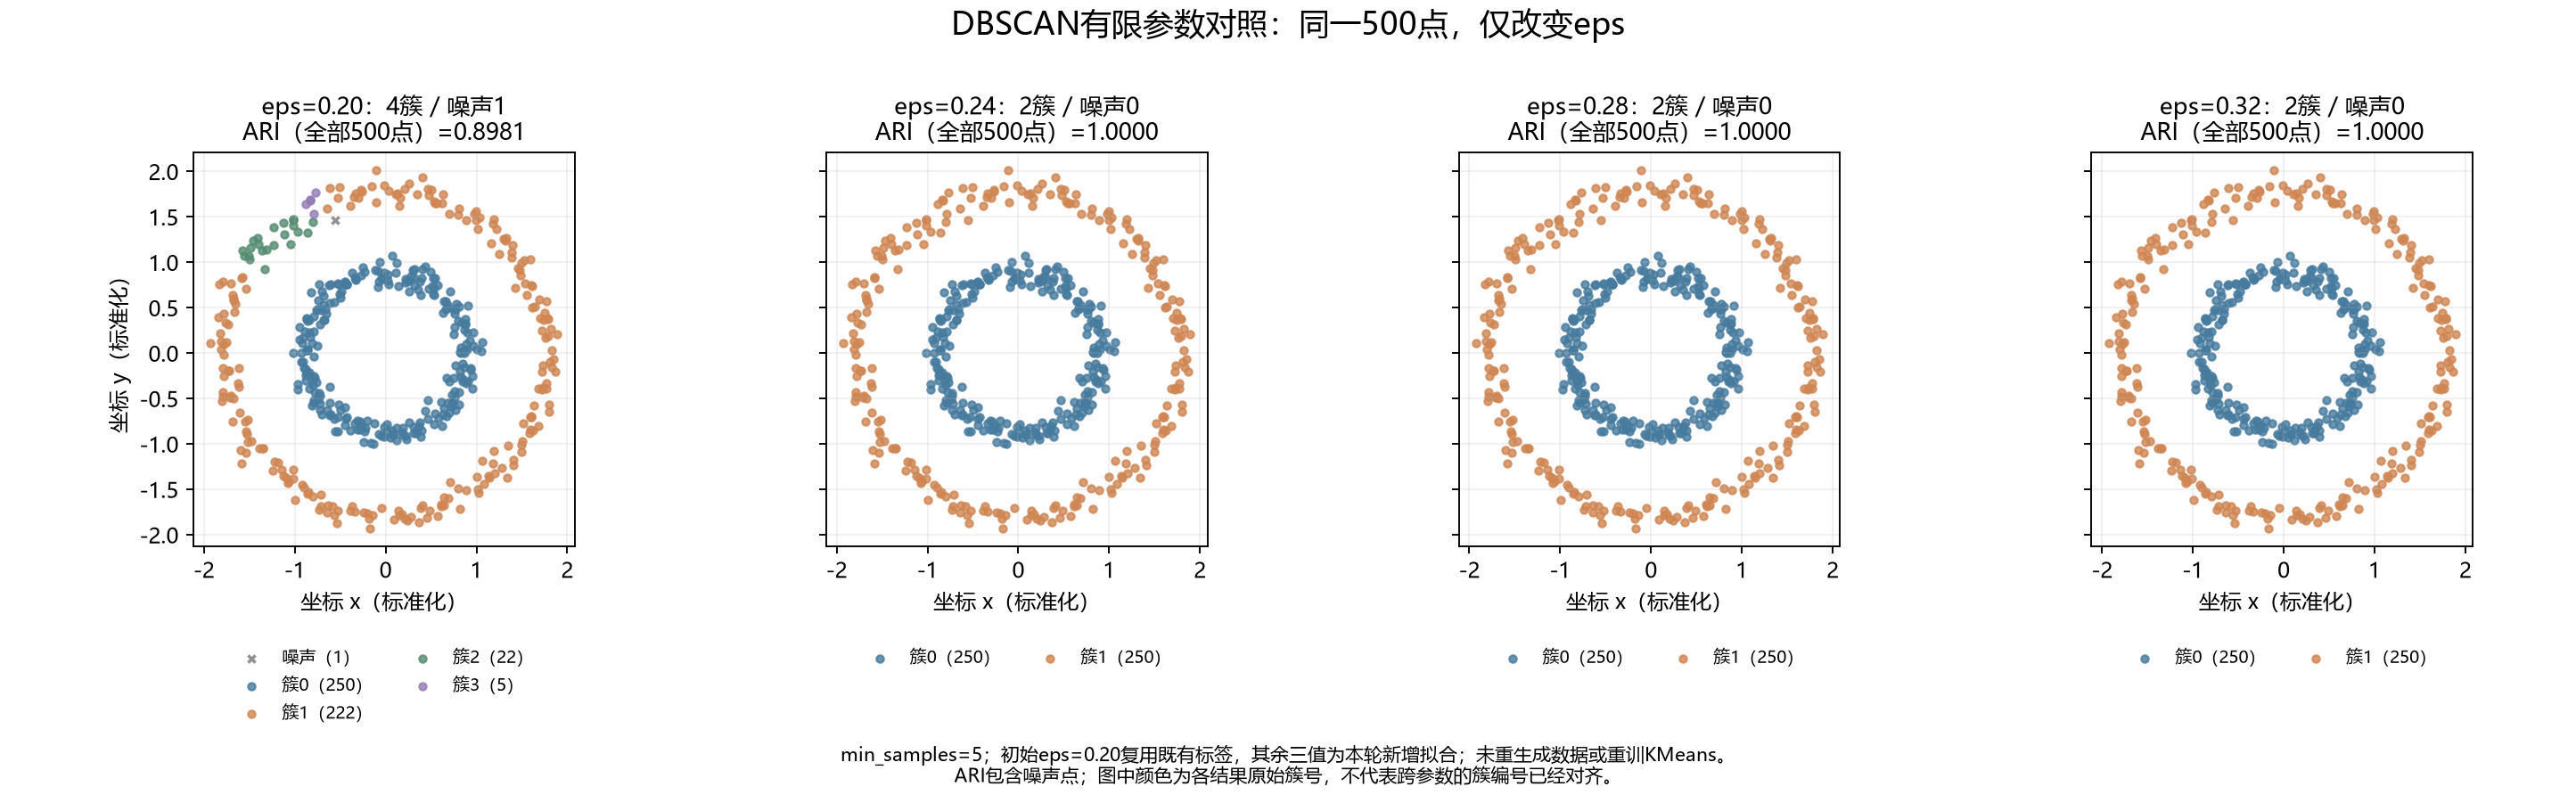 DBSCAN有限参数对照：同一500点，仅改变eps
eps=0.20：4簇 / 噪声1
ARI（全部500点）=0.8981
eps=0.24：2簇 / 噪声0
ARI（全部500点）=1.0000
eps=0.28：2簇 / 噪声0
ARI（全部500点）=1.0000
eps=0.32：2簇 / 噪声0
ARI（全部500点）=1.0000
坐标 y（标准化）
2.0
1.5
1.0
0.5
0.0
-0.5
-1.0
-1.5
-2.0
-2 -1 0 1 2
-2 -1 0 1 2
-2 -1 0 1 2
-2 -1 0 1 2
坐标 x（标准化）
坐标 x（标准化）
坐标 x（标准化）
坐标 x（标准化）
噪声（1）
簇0（250）
簇1（222）
簇2（22）
簇3（5）
簇0（250）
簇1（250）
簇0（250）
簇1（250）
簇0（250）
簇1（250）
min_samples=5；初始eps=0.20复用既有标签，其余三值为本轮新增拟合；未重生成数据或重训KMeans。
ARI包含噪声点；图中颜色为各结果原始簇号，不代表跨参数的簇编号已经对齐。